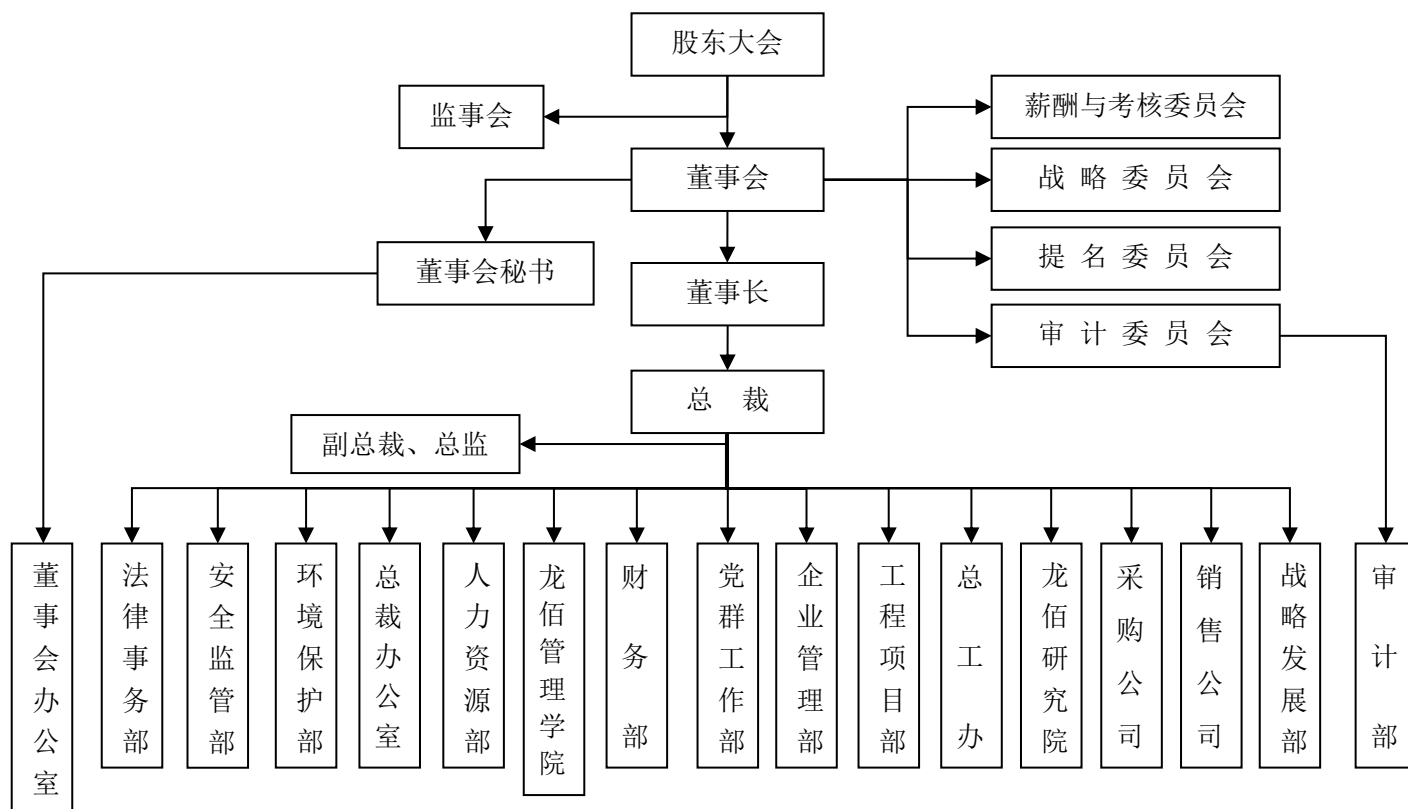 股东大会
监事会
薪酬与考核委员会
董事会
战略委员会
提名委员会
董事会秘书
董事长
审计委员会
总裁
副总裁、总监
董事会办公室
法律事务部
安全监管部
环境保护部
总裁办公室
人力资源部
龙佰管理学院
财务部
党群工作部
企业管理部
工程项目部
总工办
龙佰研究院
采购公司
销售公司
战略发展部
审计部